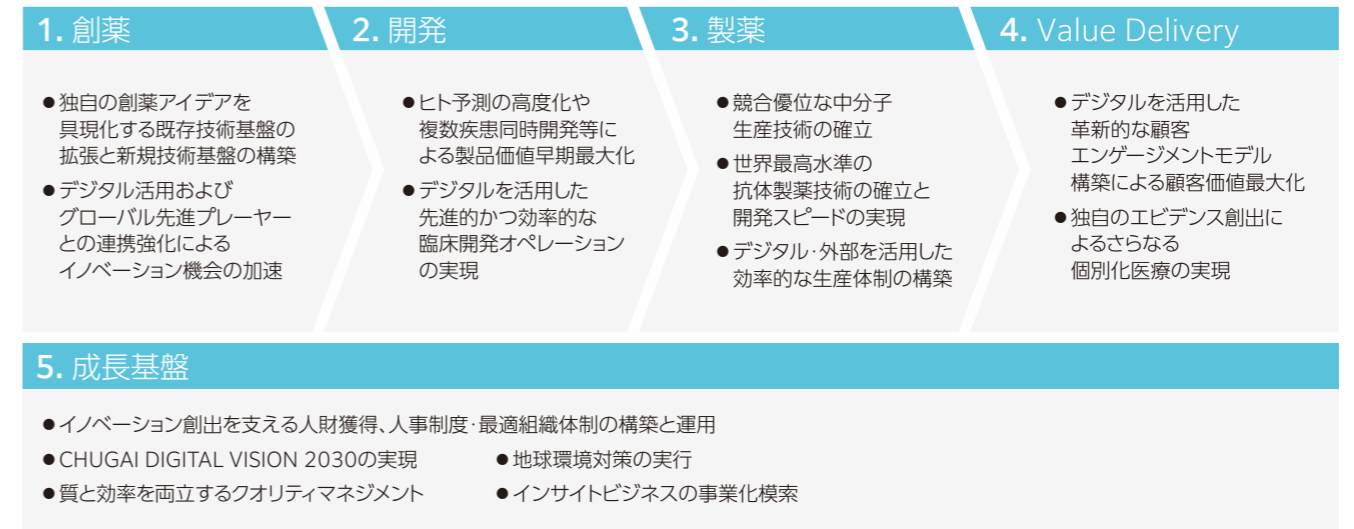 1. 創薬
●独自の創薬アイデアを
具現化する既存技術基盤の
拡張と新規技術基盤の構築
●デジタル活用および
グローバル先進プレーヤー
との連携強化による
イノベーション機会の加速
2. 開発
●ヒト予測の高度化や
複数疾患同時開発等に
よる製品価値早期最大化
●デジタルを活用した
先進的かつ効率的な
臨床開発オペレーション
の実現
3. 製薬
●競合優位な中分子
生産技術の確立
●世界最高水準の
抗体製薬技術の確立と
開発スピードの実現
●デジタル・外部を活用した
効率的な生産体制の構築
4. Value Delivery
●デジタルを活用した
革新的な顧客
エンゲージメントモデル
構築による顧客価値最大化
●独自のエビデンス創出に
よるさらなる
個別化医療の実現
5. 成長基盤
●イノベーション創出を支える人財獲得、人事制度・最適組織体制の構築と運用
●CHUGAI DIGITAL VISION 2030の実現
●地球環境対策の実行
●質と効率を両立するクオリティマネジメント
●インサイトビジネスの事業化模索